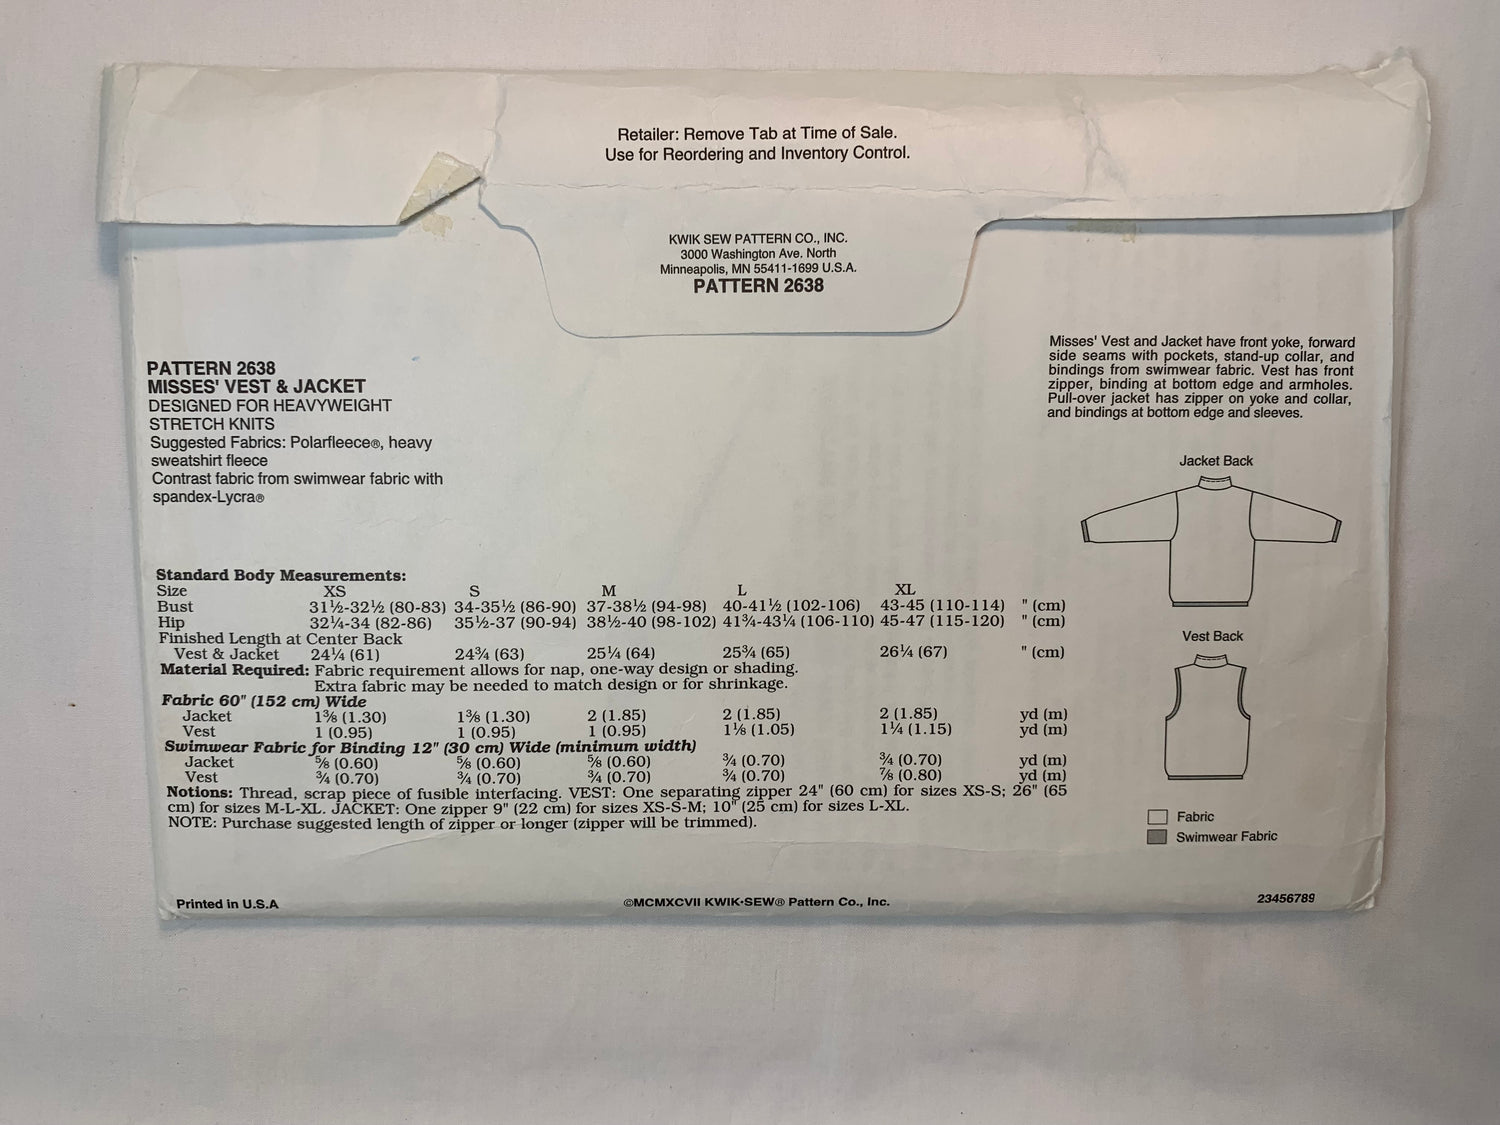 Retailer: Remove Tab at Time of Sale.
Use for Reordering and Inventory Control.
KWIK SEW PATTERN CO., INC.
3000 Washington Ave. North
Minneapolis, MN 55411-1699 U.S.A.
PATTERN 2638
PATTERN 2638
MISSES' VEST & JACKET
DESIGNED FOR HEAVYWEIGHT
STRETCH KNITS
Suggested Fabrics: Polarfleece®, heavy
sweatshirt fleece
Contrast fabric from swimwear fabric with
spandex-Lycra®
Misses' Vest and Jacket have front yoke, forward
side seams with pockets, stand-up collar, and
bindings from swimwear fabric. Vest has front
zipper, binding at bottom edge and armholes.
Pull-over jacket has zipper on yoke and collar,
and bindings at bottom edge and sleeves.
Jacket Back
Vest Back
Fabric
Swimwear Fabric
Standard Body Measurements:
Size XS S M L XL
Bust 31½-32½ (80-83) 34-35½ (86-90) 37-38½ (94-98) 40-41½ (102-106) 43-45 (110-114) " (cm)
Hip 32¼-34 (82-86) 35½-37 (90-94) 38½-40 (98-102) 41¾-43¼ (106-110) 45-47 (115-120) " (cm)
Finished Length at Center Back
Vest & Jacket 24¼ (61) 24¾ (63) 25¼ (64) 25¾ (65) 26¼ (67) " (cm)
Material Required: Fabric requirement allows for nap, one-way design or shading.
Extra fabric may be needed to match design or for shrinkage.
Fabric 60" (152 cm) Wide
Jacket 1⅜ (1.30) 1⅜ (1.30) 2 (1.85) 2 (1.85) 2 (1.85) yd (m)
Vest 1 (0.95) 1 (0.95) 1 (0.95) 1⅛ (1.05) 1¼ (1.15) yd (m)
Swimwear Fabric for Binding 12" (30 cm) Wide (minimum width)
Jacket ⅝ (0.60) ⅝ (0.60) ⅝ (0.60) ¾ (0.70) ¾ (0.70) yd (m)
Vest ¾ (0.70) ¾ (0.70) ¾ (0.70) ¾ (0.70) ⅞ (0.80) yd (m)
Notions: Thread, scrap piece of fusible interfacing. VEST: One separating zipper 24" (60 cm) for sizes XS-S; 26" (65
cm) for sizes M-L-XL. JACKET: One zipper 9" (22 cm) for sizes XS-S-M; 10" (25 cm) for sizes L-XL.
NOTE: Purchase suggested length of zipper or longer (zipper will be trimmed).
Printed in U.S.A
©MCMXCVII KWIK•SEW® Pattern Co., Inc.
23456789